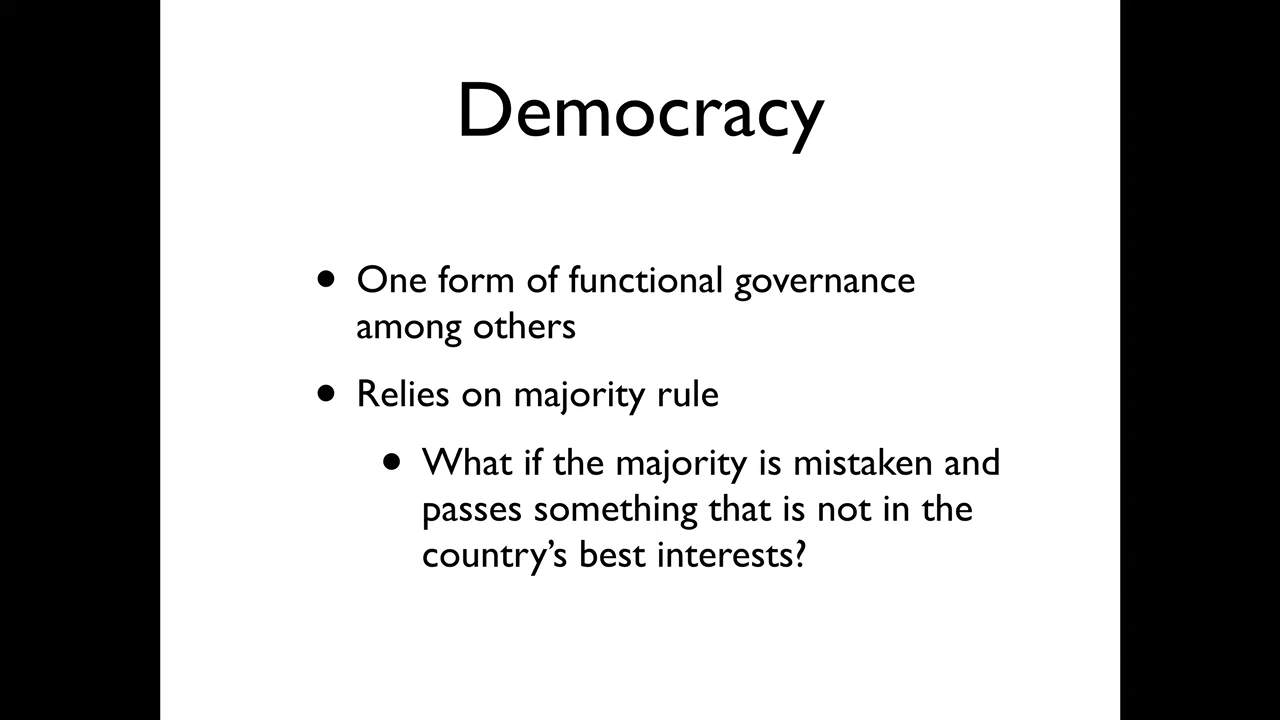 Democracy
• One form of functional governance
among others
• Relies on majority rule
• What if the majority is mistaken and
passes something that is not in the
country’s best interests?